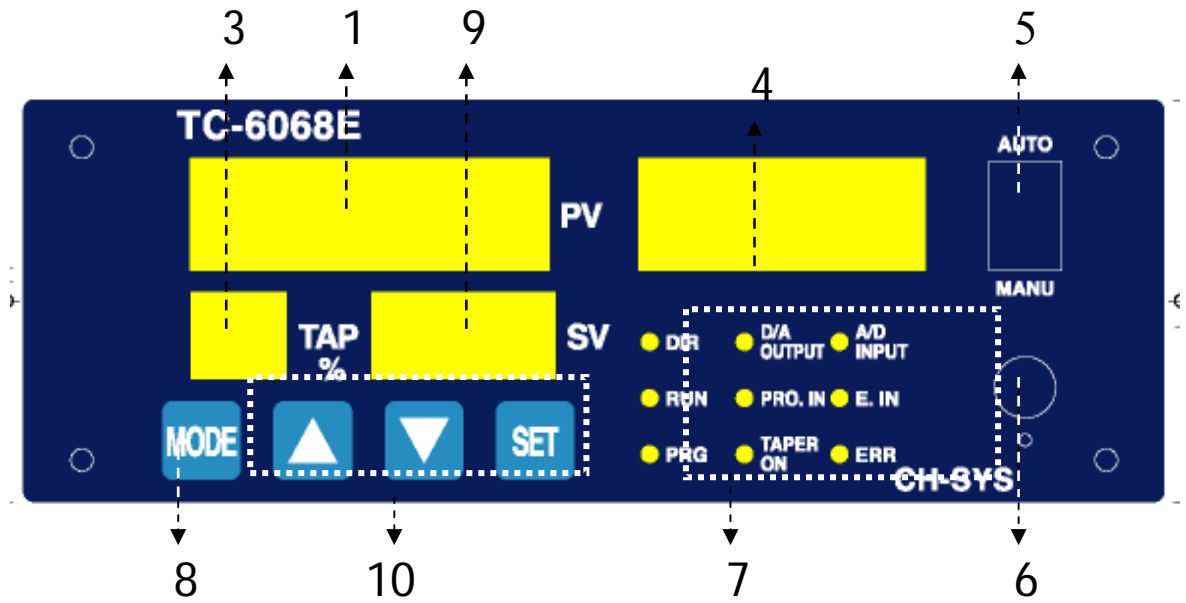 3 1 9 5
4
TC-6068E
AUTO
PV
MANU
TAP
%
SV
DIR
D/A
OUTPUT
A/D
INPUT
RUN
PRO. IN
E. IN
PRG
TAPER
ON
ERR
MODE
SET
CH-SYS
8 10 7 6